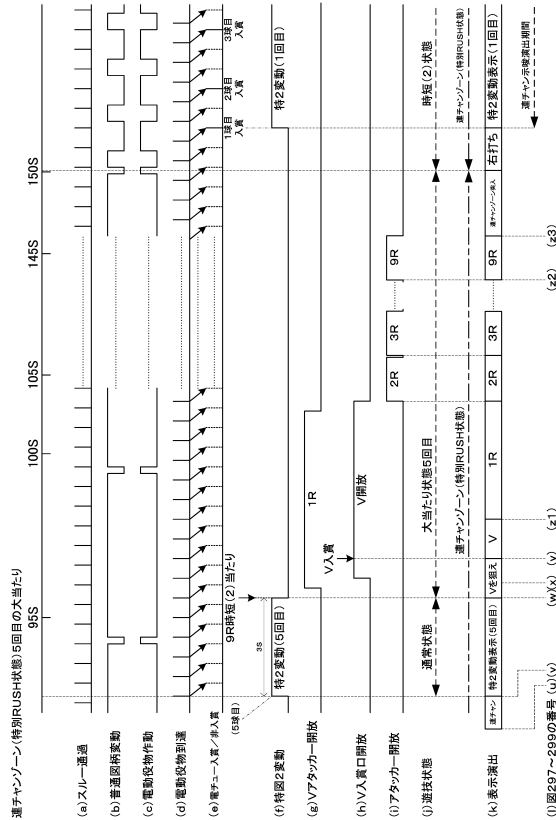 連チャンゾーン(特別RUSH状態)5回目の大当たり
95S
100S
105S
145S
150S
(a)スルー通過
(b)普通図柄変動
(c)電動役物作動
(d)電動役物到達
(e)電チュー入賞/非入賞
(5球目)
9R時短(2)当たり
1球目
入賞
2球目
入賞
3球目
入賞
(f)特図2変動
3S
特2変動(5回目)
特2変動(1回目)
(g)Vアタッカー開放
1R
V入賞
(h)V入賞口開放
V開放
(i)アタッカー開放
2R
3R
9R
(j)遊技状態
通常状態
大当たり状態5回目
時短(2)状態
連チャンゾーン(特別RUSH状態)
連チャンゾーン(特別RUSH状態)
(k)表示演出
連チャン
特2変動表示(5回目)
Vを狙え
V
1R
2R
3R
9R
連チャンゾーン突入
右打ち
特2変動表示(1回目)
連チャン示唆演出期間
(l)図297~299の番号
(u)(v)
(w)(x)
(y)
(z1)
(z2)
(z3)